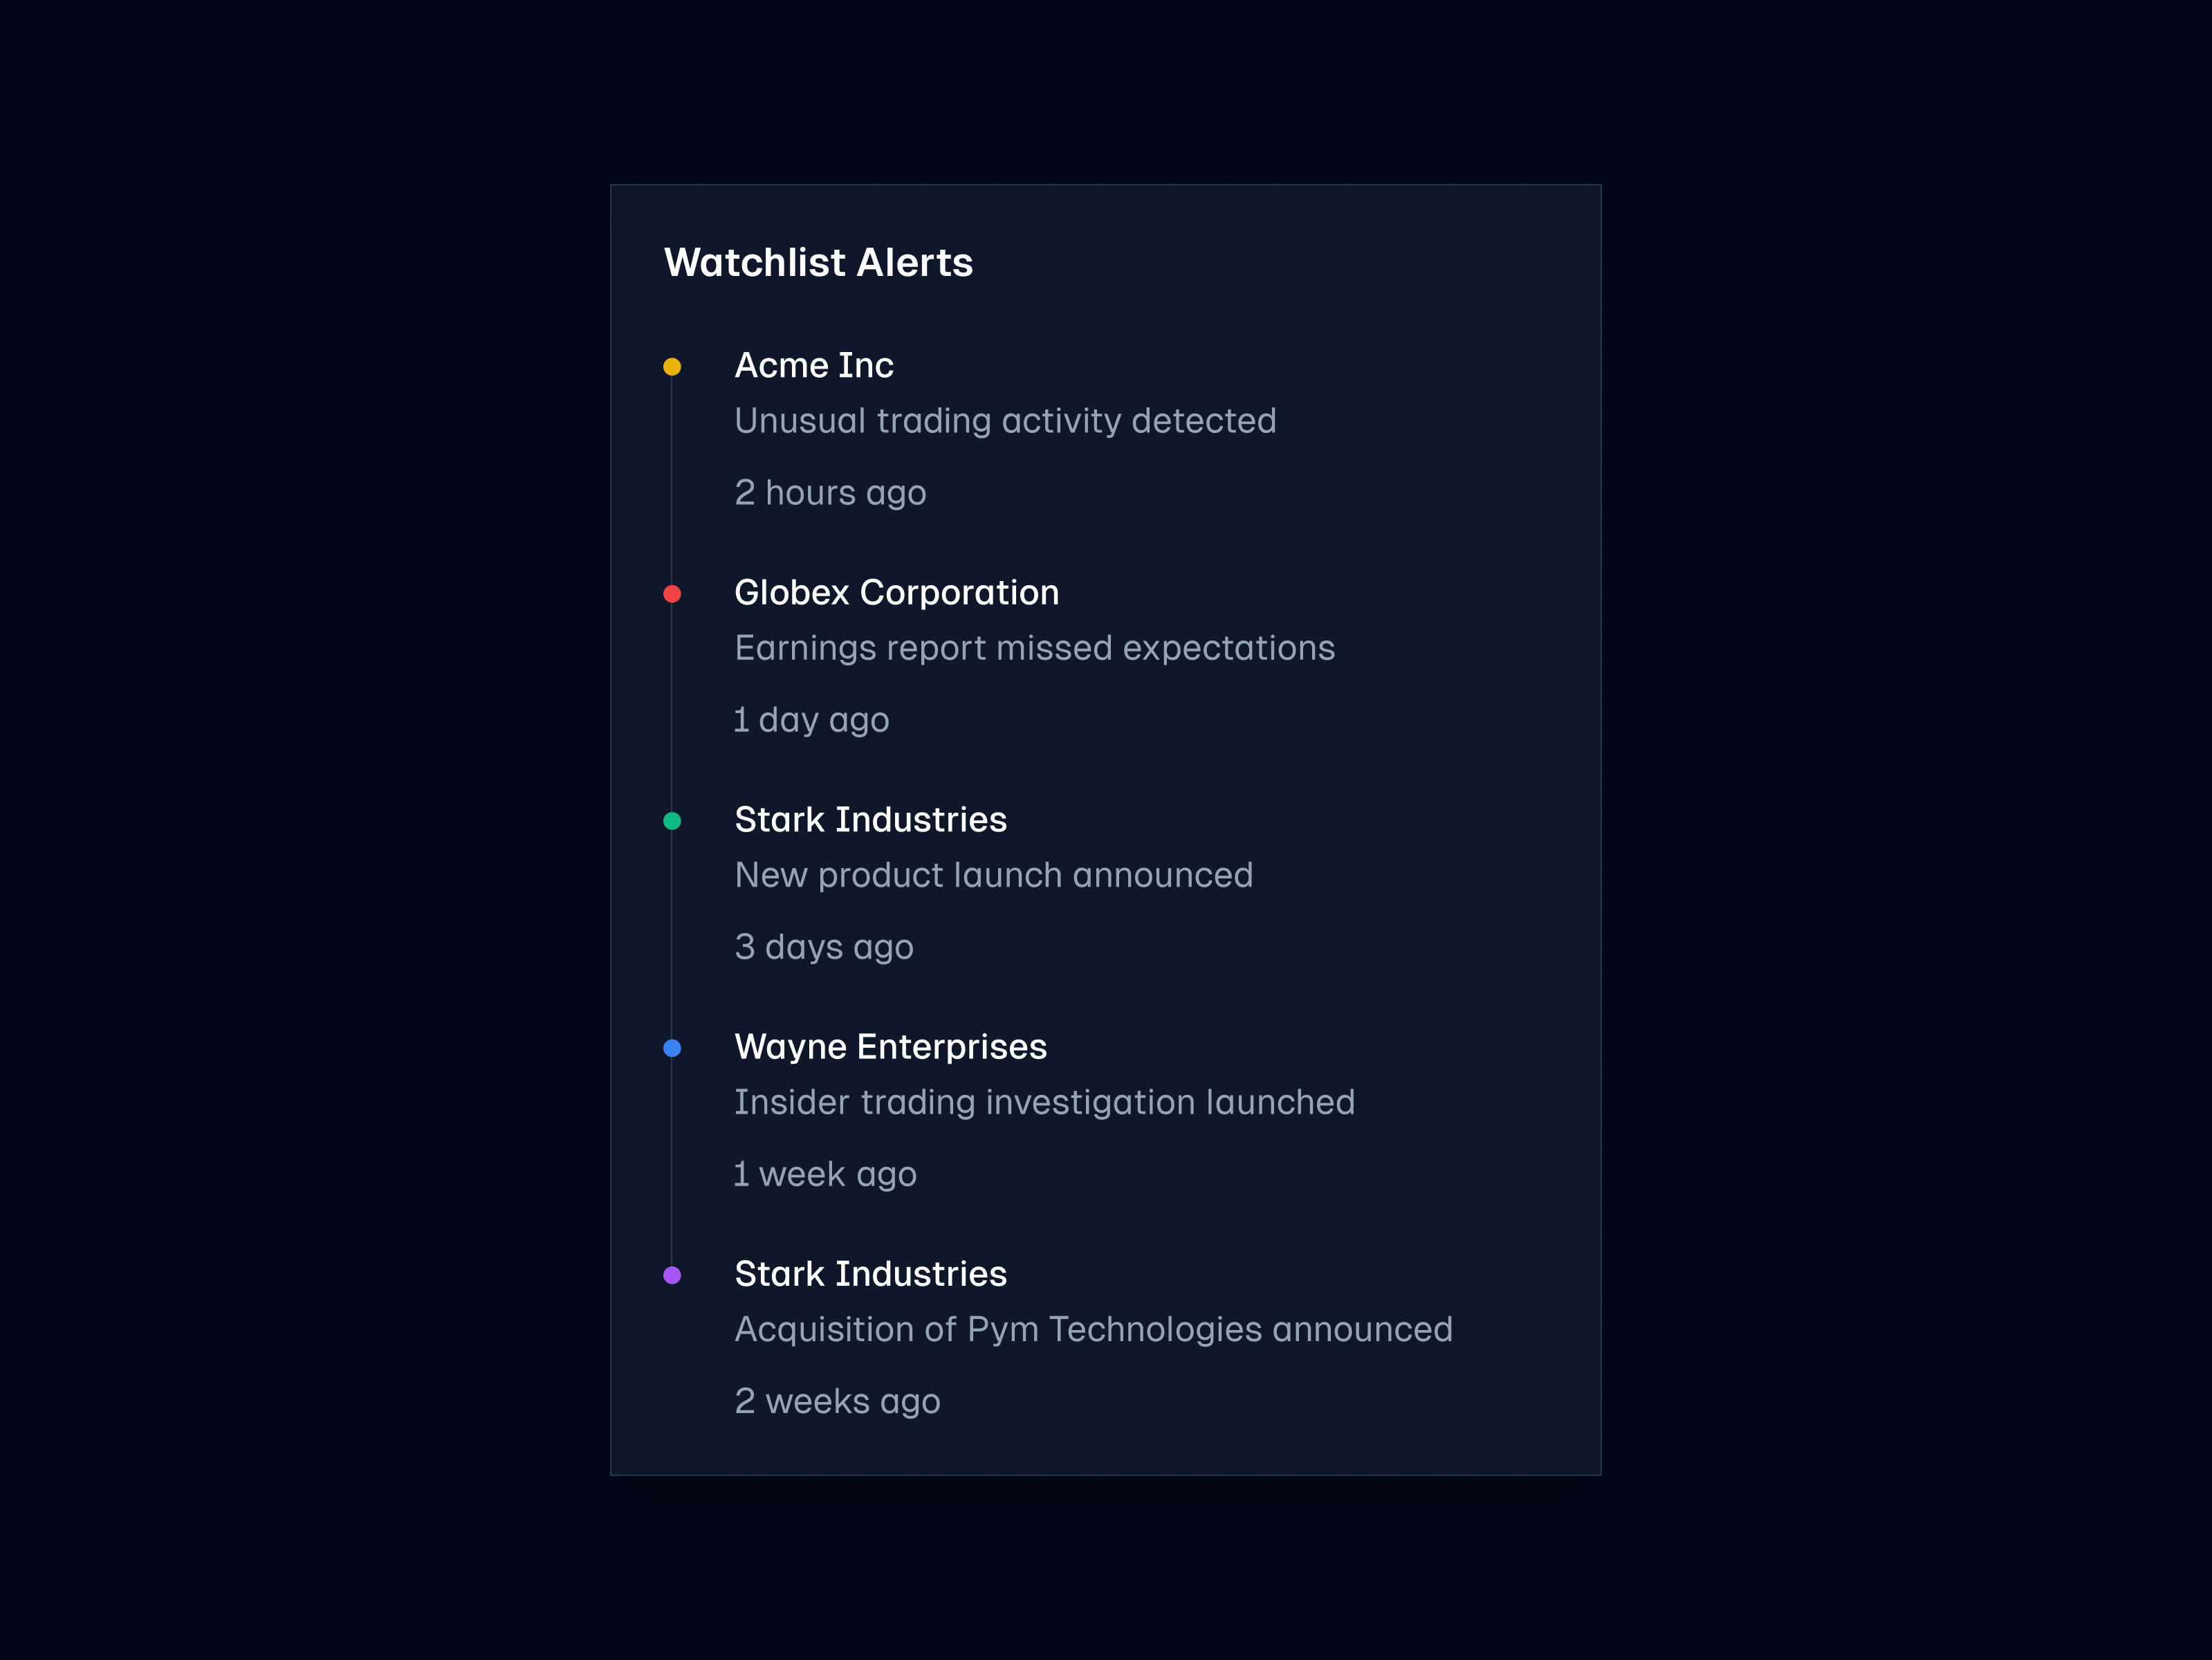 Watchlist Alerts
Acme Inc
Unusual trading activity detected
2 hours ago
Globex Corporation
Earnings report missed expectations
1 day ago
Stark Industries
New product launch announced
3 days ago
Wayne Enterprises
Insider trading investigation launched
1 week ago
Stark Industries
Acquisition of Pym Technologies announced
2 weeks ago